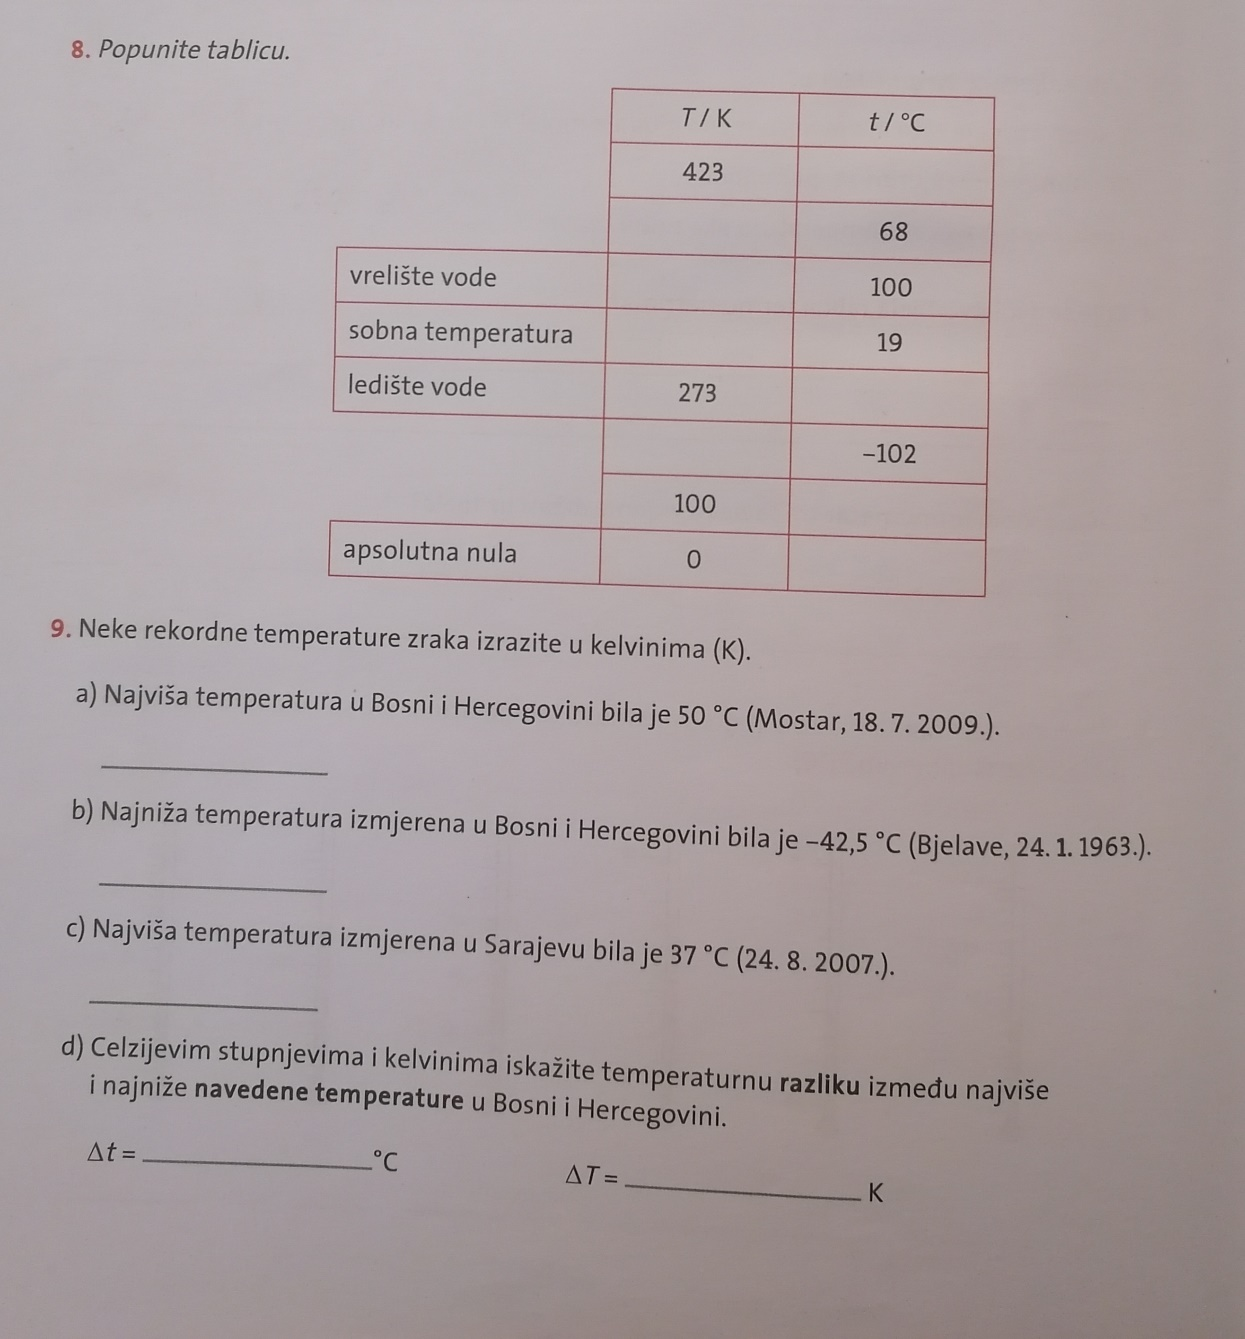 8. Popunite tablicu.
T / K t / °C
423
68
vrelište vode 100
sobna temperatura 19
ledište vode 273
–102
100
apsolutna nula 0
9. Neke rekordne temperature zraka izrazite u kelvinima (K).
a) Najviša temperatura u Bosni i Hercegovini bila je 50 °C (Mostar, 18. 7. 2009.).
b) Najniža temperatura izmjerena u Bosni i Hercegovini bila je –42,5 °C (Bjelave, 24. 1. 1963.).
c) Najviša temperatura izmjerena u Sarajevu bila je 37 °C (24. 8. 2007.).
d) Celzijevim stupnjevima i kelvinima iskažite temperaturnu razliku između najviše
i najniže navedene temperature u Bosni i Hercegovini.
Δt = ____________ °C ΔT = ____________ K